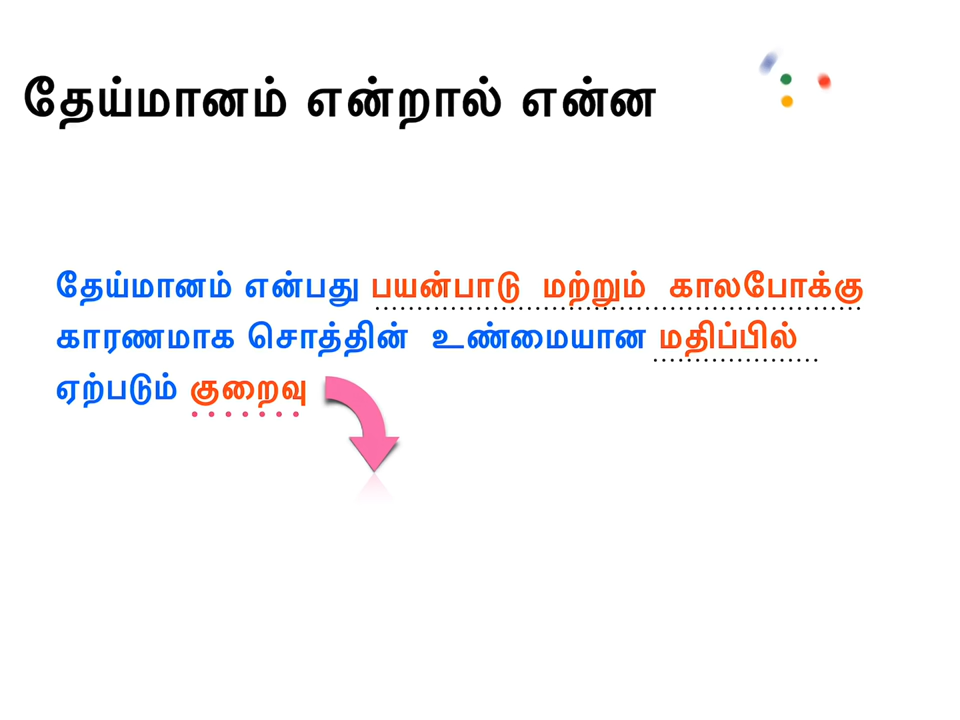 தேய்மானம் என்றால் என்ன
தேய்மானம் என்பது பயன்பாடு மற்றும் காலபோக்கு
காரணமாக சொத்தின் உண்மையான மதிப்பில்
ஏற்படும் குறைவு